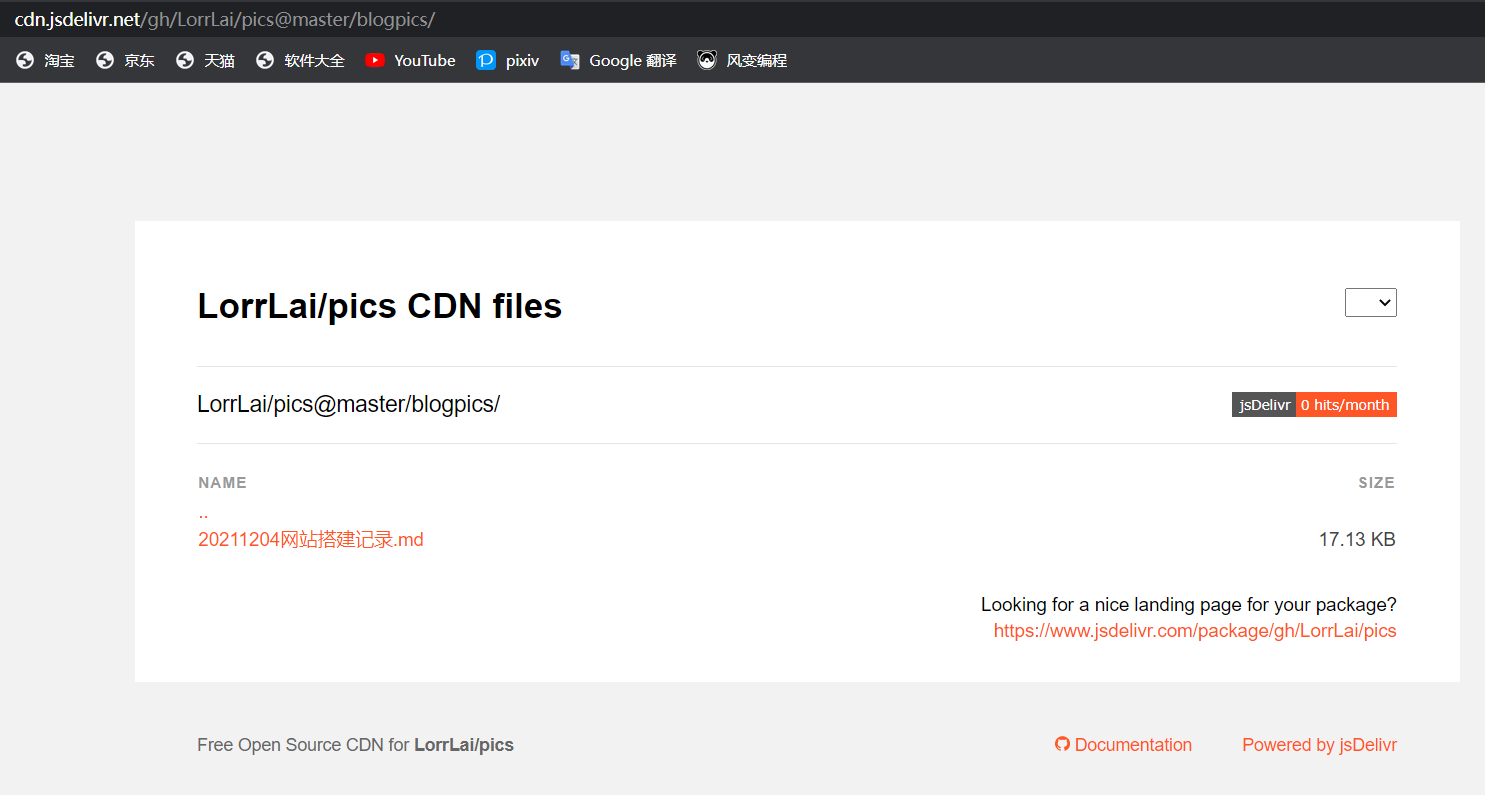 cdn.jsdelivr.net/gh/LorrLai/pics@master/blogpics/
淘宝 京东 天猫 软件大全 YouTube pixiv Google 翻译 风变编程
LorrLai/pics CDN files
LorrLai/pics@master/blogpics/ jsDelivr 0 hits/month
NAME SIZE
..
20211204网站搭建记录.md 17.13 KB
Looking for a nice landing page for your package?
https://www.jsdelivr.com/package/gh/LorrLai/pics
Free Open Source CDN for LorrLai/pics Documentation Powered by jsDelivr